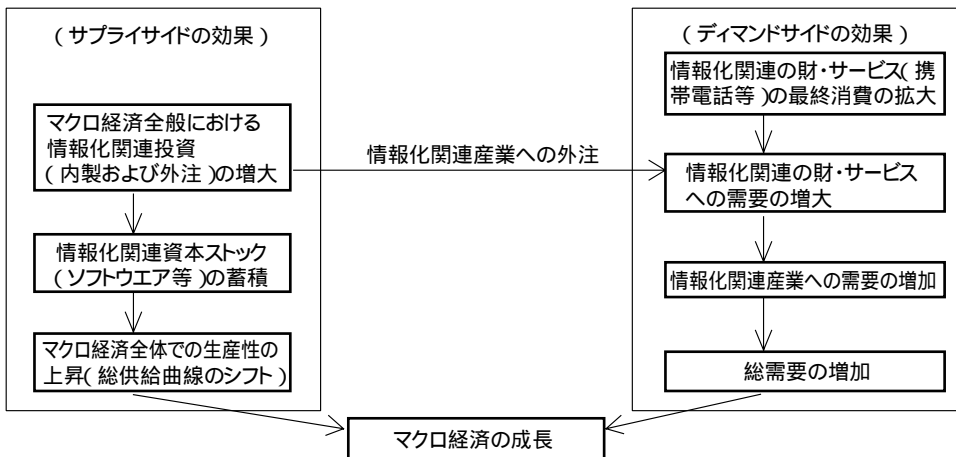 (サプライサイドの効果)
マクロ経済全般における
情報化関連投資
(内製および外注)の増大
情報化関連資本ストック
(ソフトウエア等)の蓄積
マクロ経済全体での生産性の
上昇(総供給曲線のシフト)
情報化関連産業への外注
(ディマンドサイドの効果)
情報化関連の財・サービス(携
帯電話等)の最終消費の拡大
情報化関連の財・サービス
への需要の増大
情報化関連産業への需要の増加
総需要の増加
マクロ経済の成長